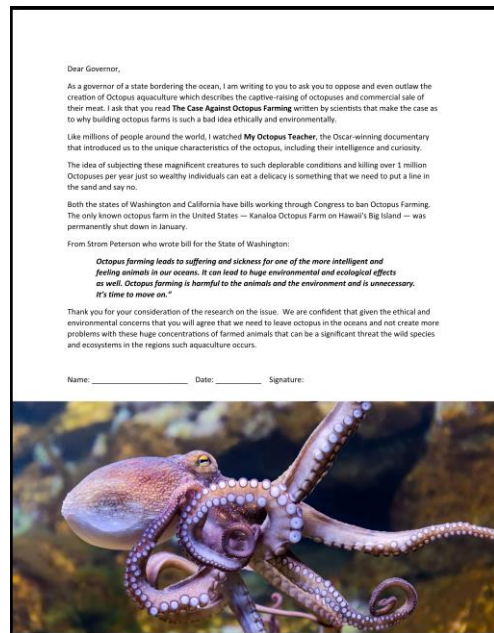 Dear Governor,
As a governor of a state bordering the ocean, I am writing to you to ask you to oppose and even outlaw the
creation of Octopus aquaculture which describes the captive-raising of octopuses and commercial sale of
their meat. I ask that you read The Case Against Octopus Farming written by scientists that make the case as
to why building octopus farms is such a bad idea ethically and environmentally.
Like millions of people around the world, I watched My Octopus Teacher, the Oscar-winning documentary
that introduced us to the unique characteristics of the octopus, including their intelligence and curiosity.
The idea of subjecting these magnificent creatures to such deplorable conditions and killing over 1 million
Octopuses per year just so wealthy individuals can eat a delicacy is something that we need to put a line in
the sand and say no.
Both the states of Washington and California have bills working through Congress to ban Octopus Farming.
The only known octopus farm in the United States — Kanaloa Octopus Farm on Hawaii's Big Island — was
permanently shut down in January.
From Strom Peterson who wrote bill for the State of Washington:
Octopus farming leads to suffering and sickness for one of the more intelligent and
feeling animals in our oceans. It can lead to huge environmental and ecological effects
as well. Octopus farming is harmful to the animals and the environment and is unnecessary.
It's time to move on."
Thank you for your consideration of the research on the issue. We are confident that given the ethical and
environmental concerns that you will agree that we need to leave octopus in the oceans and not create more
problems with these huge concentrations of farmed animals that can be a significant threat the wild species
and ecosystems in the regions such aquaculture occurs.
Name: ______________________ Date: ___________ Signature: